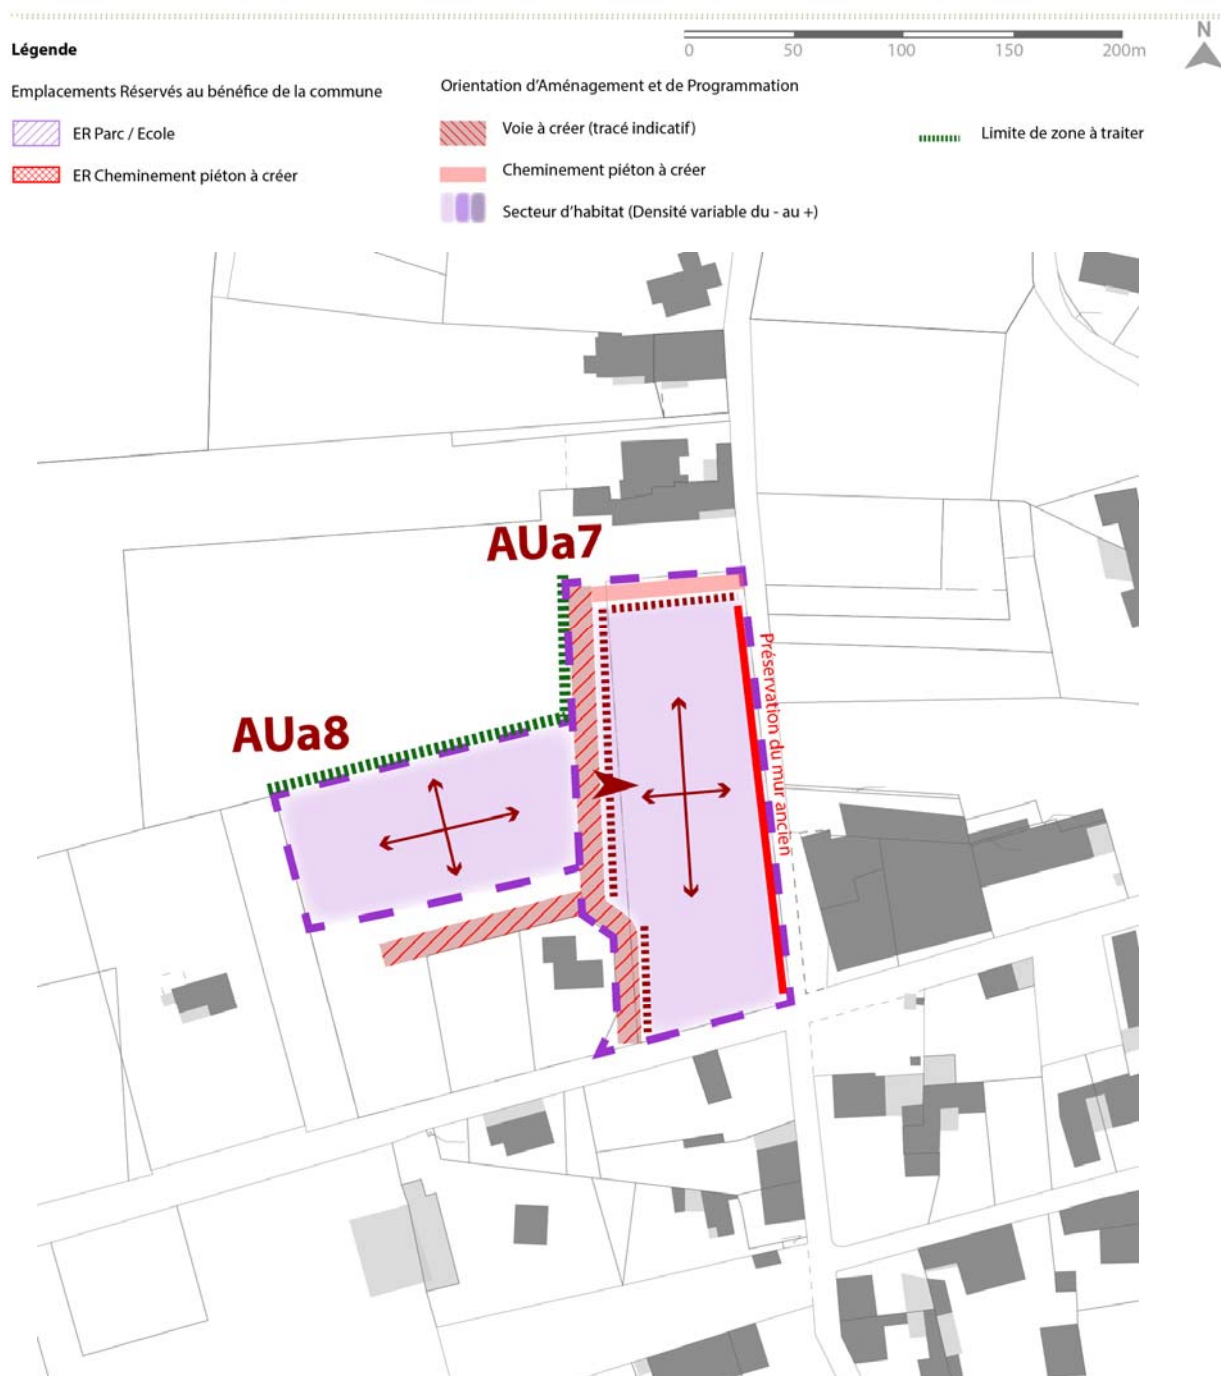 N
0 50 100 150 200m
Légende
Emplacements Réservés au bénéfice de la commune
ER Parc / Ecole
ER Cheminement piéton à créer
Orientation d'Aménagement et de Programmation
Voie à créer (tracé indicatif)
Cheminement piéton à créer
Secteur d'habitat (Densité variable du - au +)
Limite de zone à traiter
AUa7
Préservation du mur ancien
AUa8